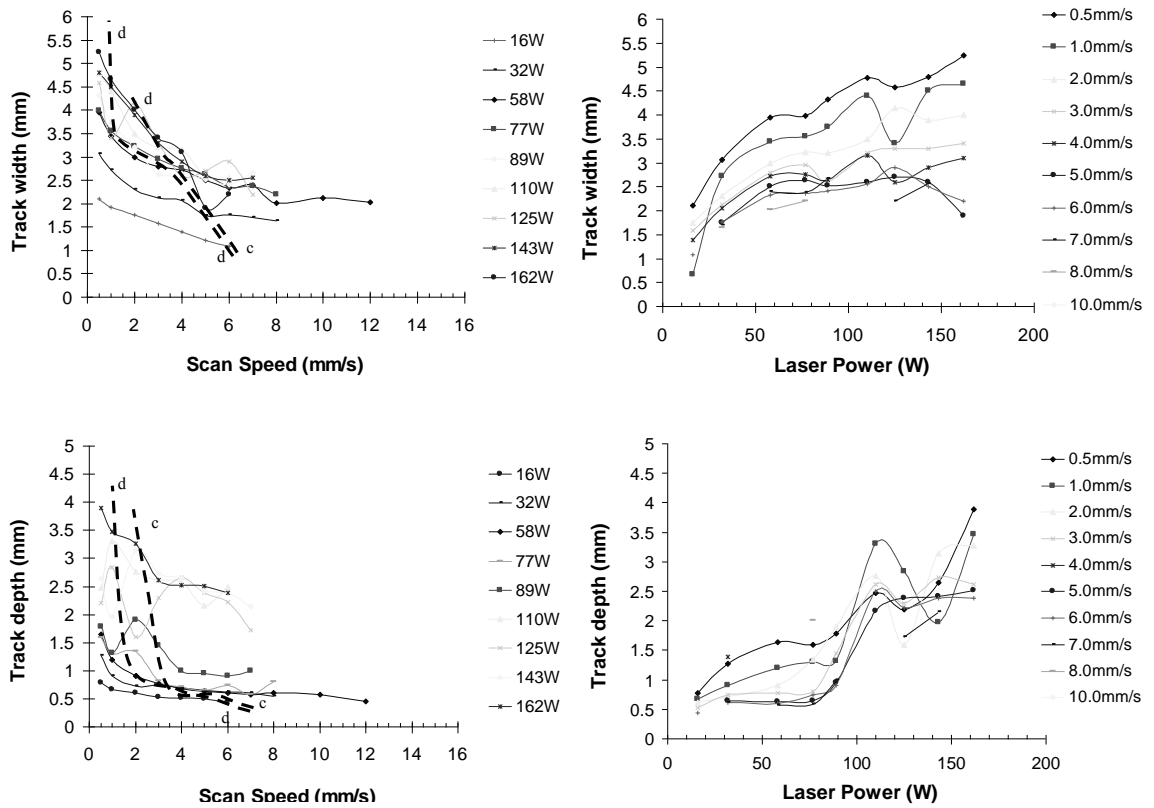 6
5.5
5
4.5
4
3.5
3
2.5
2
1.5
1
0.5
0
Track width (mm)
d
d
d
c
0 2 4 6 8 10 12 14 16
Scan Speed (mm/s)
16W
32W
58W
77W
89W
110W
125W
143W
162W
6
5.5
5
4.5
4
3.5
3
2.5
2
1.5
1
0.5
0
Track width (mm)
0 50 100 150 200
Laser Power (W)
0.5mm/s
1.0mm/s
2.0mm/s
3.0mm/s
4.0mm/s
5.0mm/s
6.0mm/s
7.0mm/s
8.0mm/s
10.0mm/s
5
4.5
4
3.5
3
2.5
2
1.5
1
0.5
0
Track depth (mm)
d
c
c
d
0 2 4 6 8 10 12 14 16
Scan Speed (mm/s)
16W
32W
58W
77W
89W
110W
125W
143W
162W
5
4.5
4
3.5
3
2.5
2
1.5
1
0.5
0
Track depth (mm)
0 50 100 150 200
Laser Power (W)
0.5mm/s
1.0mm/s
2.0mm/s
3.0mm/s
4.0mm/s
5.0mm/s
6.0mm/s
7.0mm/s
8.0mm/s
10.0mm/s